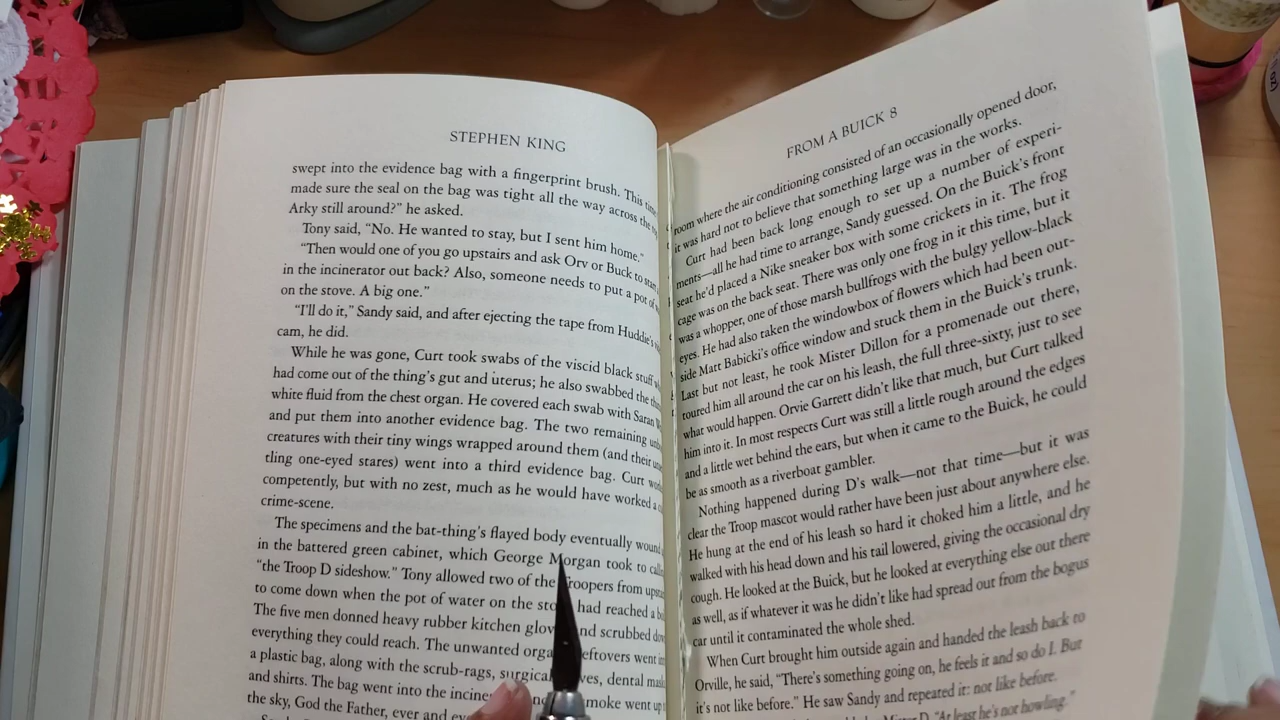 STEPHEN KING
swept into the evidence bag with a fingerprint brush. This time
made sure the seal on the bag was tight all the way across the
Arky still around?" he asked.
Tony said, "No. He wanted to stay, but I sent him home."
"Then would one of you go upstairs and ask Orv or Buck to start
in the incinerator out back? Also, someone needs to put a pot of
on the stove. A big one."
"I'll do it," Sandy said, and after ejecting the tape from Huddie's
cam, he did.
While he was gone, Curt took swabs of the viscid black stuff
had come out of the thing's gut and uterus; he also swabbed the
white fluid from the chest organ. He covered each swab with Saran
and put them into another evidence bag. The two remaining
creatures with their tiny wings wrapped around them (and their
tling one-eyed stares) went into a third evidence bag. Curt
competently, but with no zest, much as he would have worked a
crime-scene.
The specimens and the bat-thing's flayed body eventually wound
in the battered green cabinet, which George Morgan took to
"the Troop D sideshow." Tony allowed two of the Troopers from
to come down when the pot of water on the had reached a
The five men donned heavy rubber kitchen and scrubbed
everything they could reach. The unwanted went
a plastic bag, along with the scrub-rags, surgical dental
and shirts. The bag went into the smoke went up
the sky, God the Father, ever and
FROM A BUICK 8
room where the air conditioning consisted of an occasionally opened door,
it was hard not to believe that something large was in the works.
Curt had been back long enough to set up a number of experi-
ments—all he had time to arrange, Sandy guessed. On the Buick's front
seat he'd placed a Nike sneaker box with some crickets in it. The frog
cage was on the back seat. There was only one frog in it this time, but it
was a whopper, one of those marsh bullfrogs with the bulgy yellow-black
eyes. He had also taken the windowbox of flowers which had been out-
side Matt Babicki's office window and stuck them in the Buick's trunk.
Last but not least, he took Mister Dillon for a promenade out there,
toured him all around the car on his leash, the full three-sixty, just to see
what would happen. Orvie Garrett didn't like that much, but Curt talked
him into it. In most respects Curt was still a little rough around the edges
and a little wet behind the ears, but when it came to the Buick, he could
be as smooth as a riverboat gambler.
Nothing happened during D's walk—not that time—but it was
clear the Troop mascot would rather have been just about anywhere else.
He hung at the end of his leash so hard it choked him a little, and he
walked with his head down and his tail lowered, giving the occasional dry
cough. He looked at the Buick, but he looked at everything else out there
as well, as if whatever it was he didn't like had spread out from the bogus
car until it contaminated the whole shed.
When Curt brought him outside again and handed the leash back to
Orville, he said, "There's something going on, he feels it and so do I. But
it's not like before." He saw Sandy and repeated it: not like before.
Mister D. "At least he's not howling."